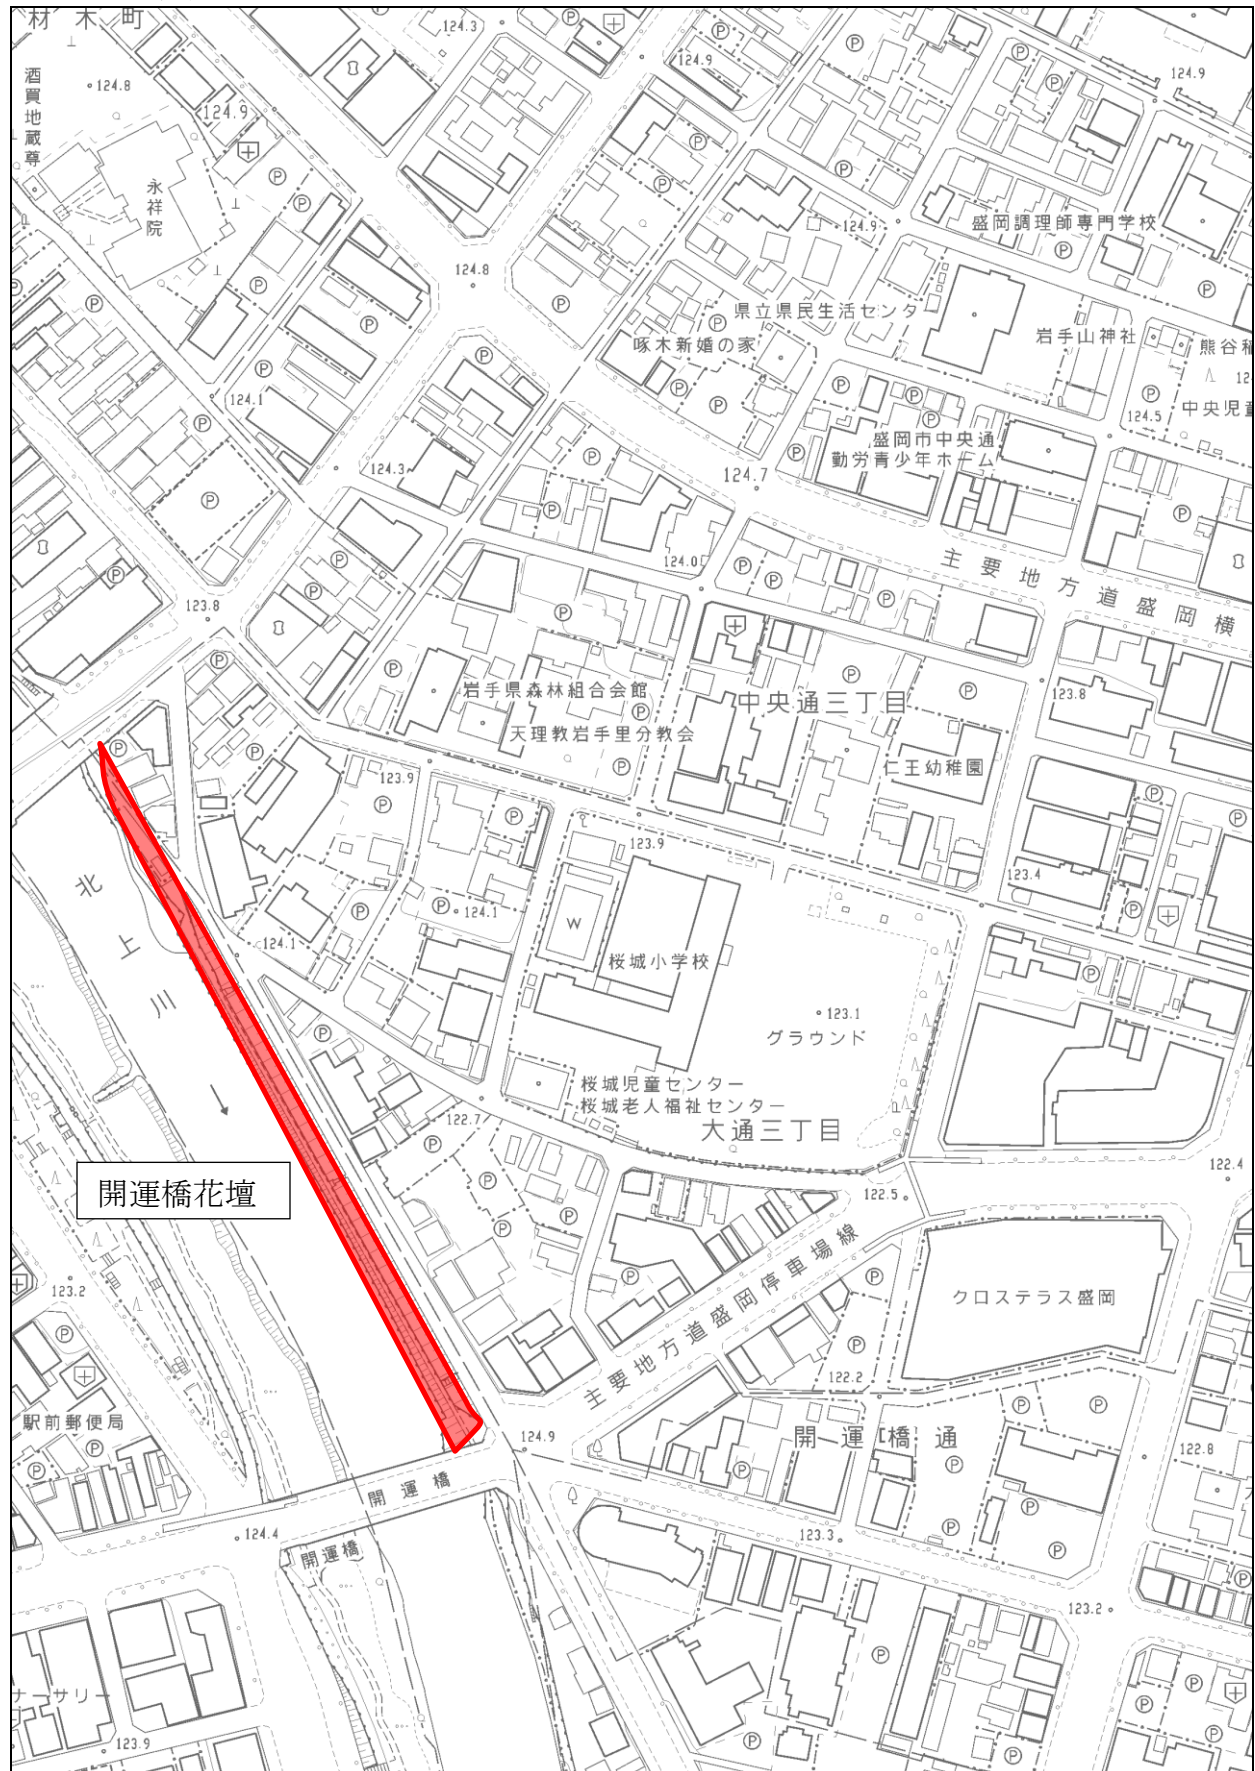 材木町
124.3
124.9
124.9
酒買地蔵尊
124.8
124.9
永祥院
盛岡調理師専門学校
124.9
124.8
県立県民生活センタ
啄木新婚の家
岩手山神社
熊谷稲
12
124.1
中央児童
124.5
盛岡市中央通
勤労青少年ホーム
124.3
124.7
主要地方道盛岡横
124.0
123.8
岩手県森林組合会館
中央通三丁目
123.8
天理教岩手里分教会
仁王幼稚園
123.9
123.9
123.4
北上川
124.1
124.1
W
桜城小学校
123.1
グラウンド
桜城児童センター
桜城老人福祉センター
122.7
大通三丁目
開運橋花壇
122.4
122.5
主要地方道盛岡停車場線
123.2
クロステラス盛岡
122.2
駅前郵便局
124.9
開運橋通
122.8
開運橋
124.4
123.3
開運橋
123.2
ナーサリー
123.9